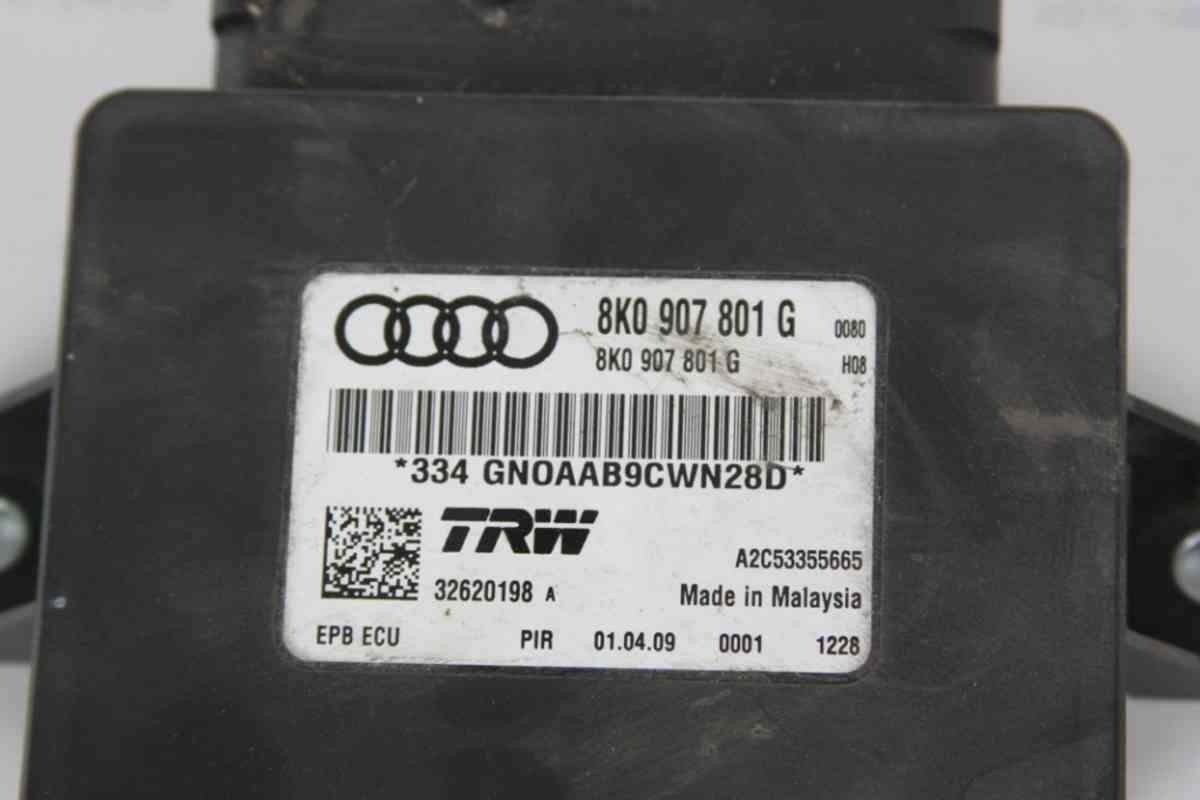 8K0 907 801 G 0080
8K0 907 801 G H08
*334 GN0AAB9CWN28D*
TRW
A2C53355665
32620198 A Made in Malaysia
EPB ECU PIR 01.04.09 0001 1228